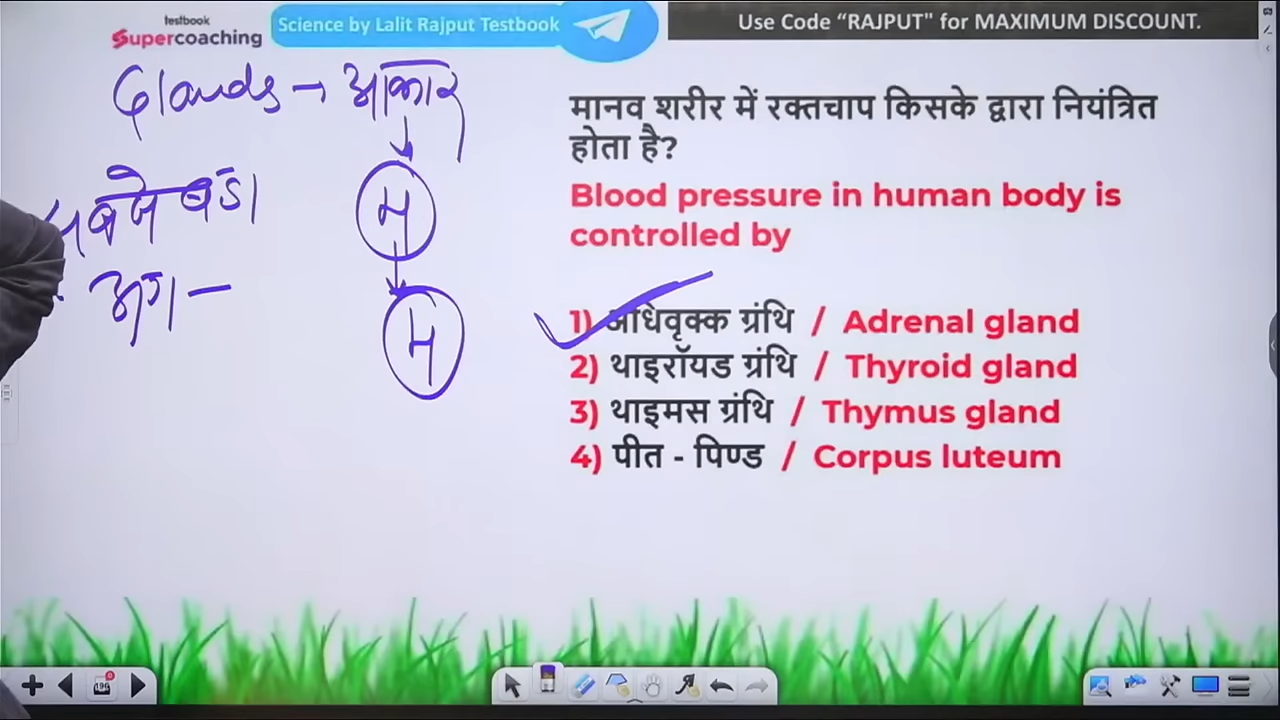 testbook
Supercoaching
Science by Lalit Rajput Testbook
Use Code “RAJPUT" for MAXIMUM DISCOUNT.
Glands → आकार
सबसे बड़ा
अंग –
म
म
मानव शरीर में रक्तचाप किसके द्वारा नियंत्रित
होता है?
Blood pressure in human body is
controlled by
1) अधिवृक्क ग्रंथि / Adrenal gland
2) थाइरॉयड ग्रंथि / Thyroid gland
3) थाइमस ग्रंथि / Thymus gland
4) पीत - पिण्ड / Corpus luteum
196